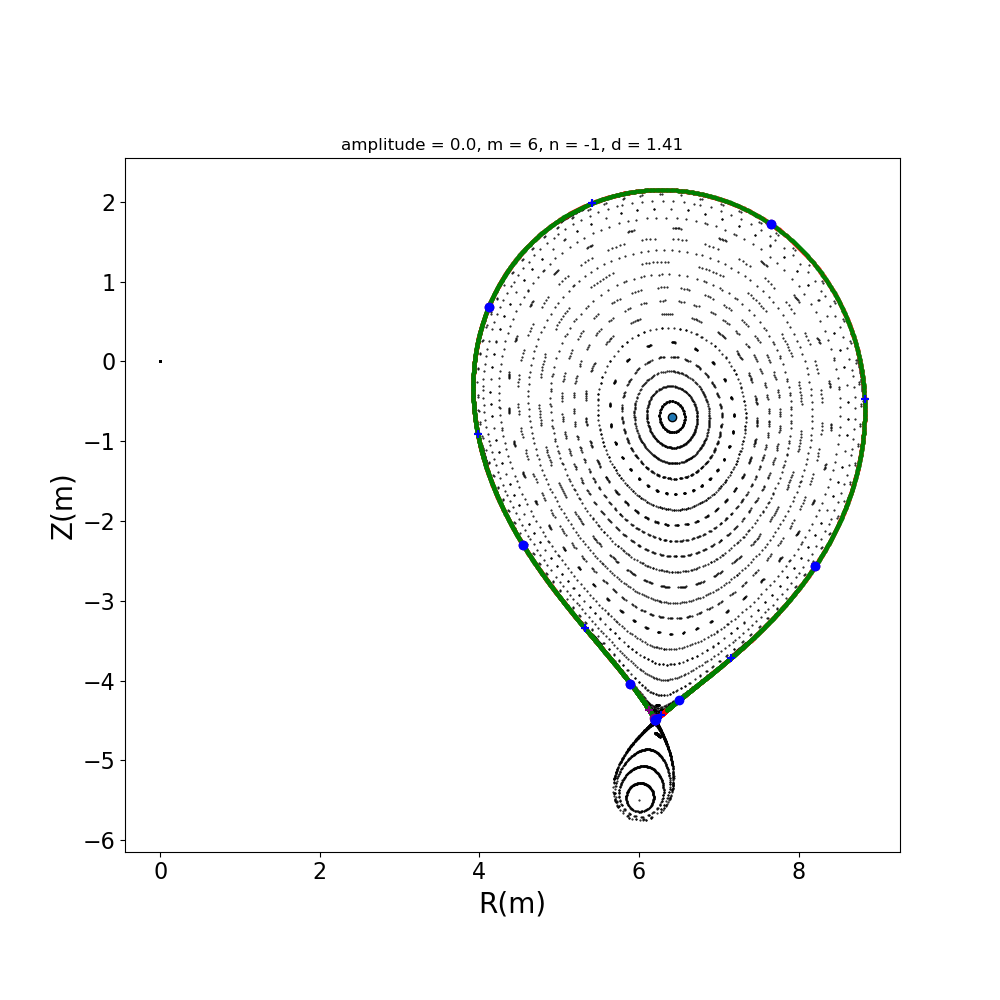 amplitude = 0.0, m = 6, n = -1, d = 1.41
2
1
0
−1
−2
−3
−4
−5
−6
Z(m)
0 2 4 6 8
R(m)